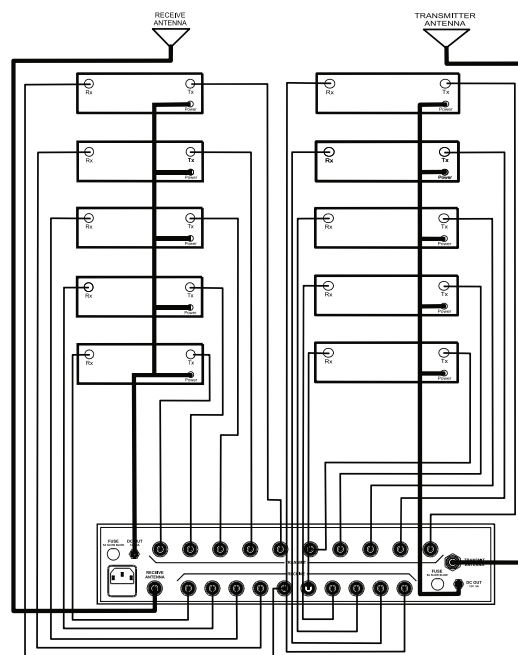 RECEIVE
ANTENNA
TRANSMITTER
ANTENNA
Rx Tx
Power
Rx Tx
Power
Rx Tx
Power
Rx Tx
Power
Rx Tx
Power
Rx Tx
Power
Rx Tx
Power
Rx Tx
Power
Rx Tx
Power
Rx Tx
Power
FUSE
DC OUT
TRANSMIT
RECEIVE
ANTENNA
FUSE
DC OUT